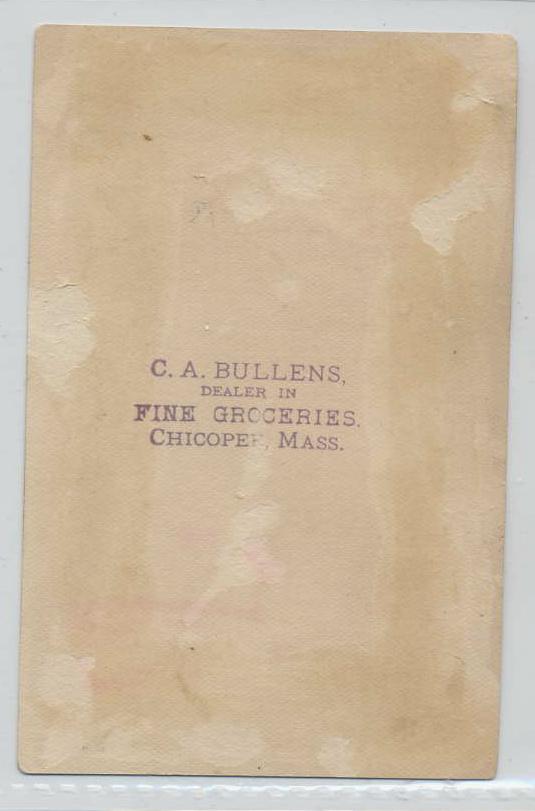 C. A. BULLENS,
DEALER IN
FINE GROCERIES.
CHICOPEE, MASS.